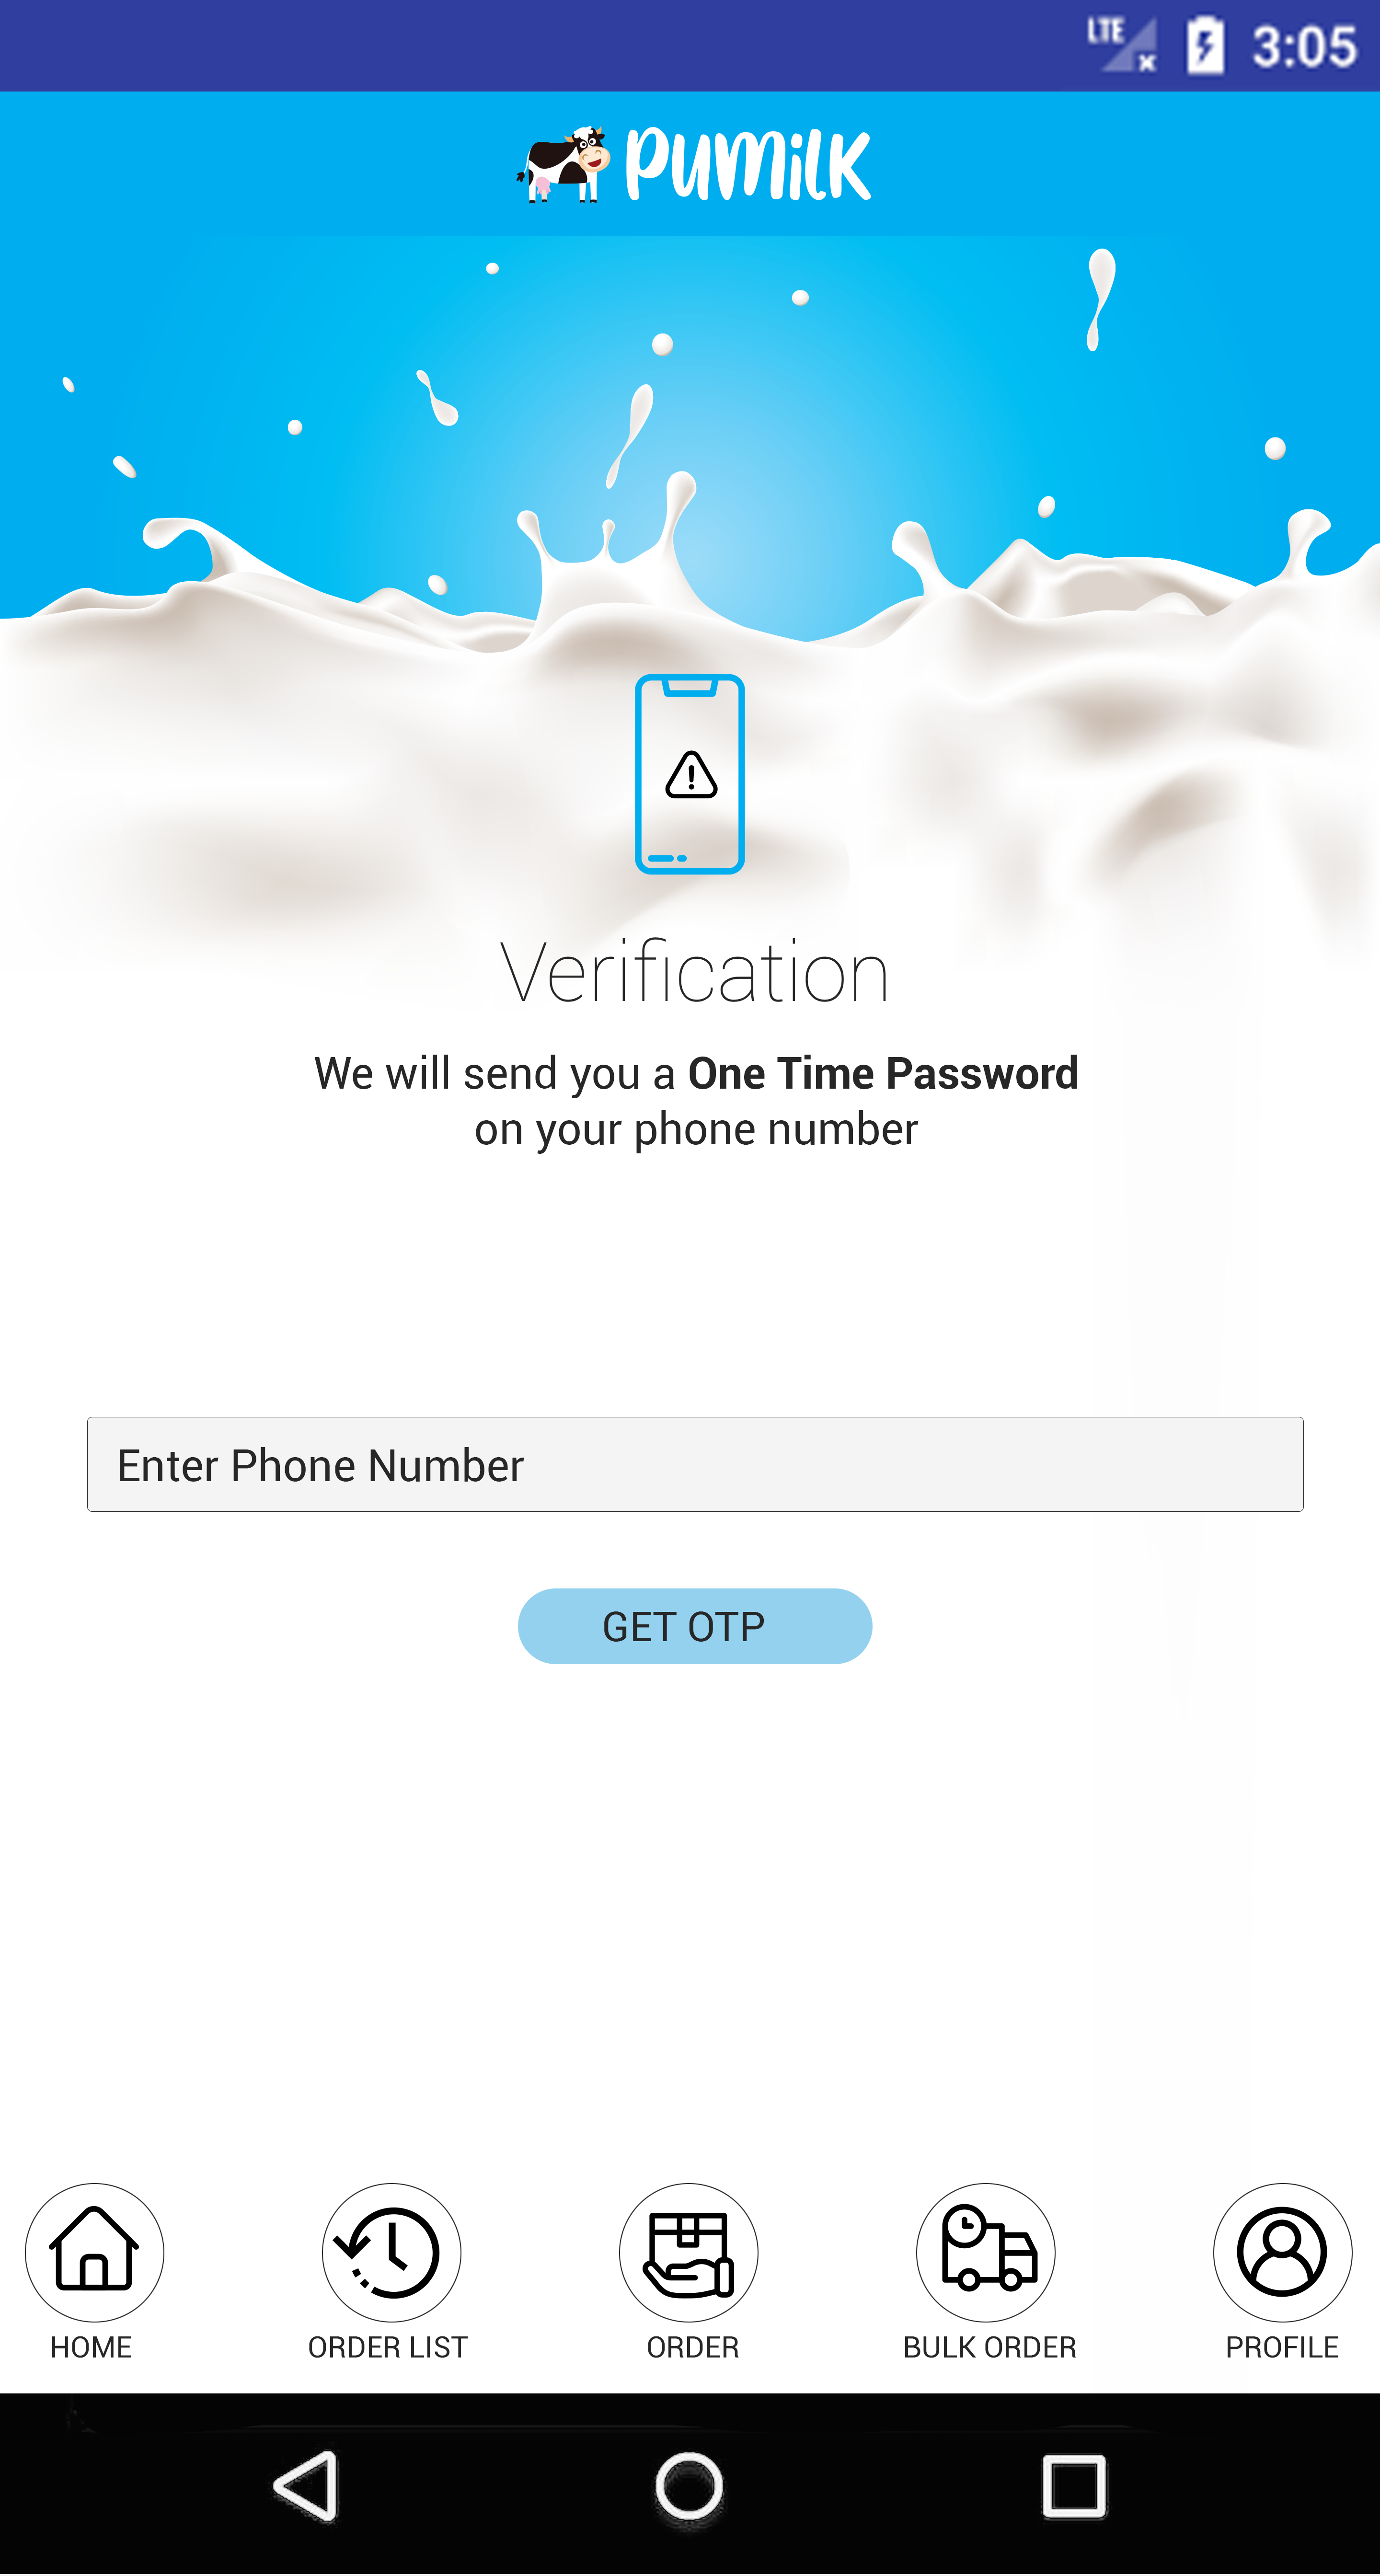 LTE 3:05
PUMiLK
Verification
We will send you a One Time Password
on your phone number
Enter Phone Number
GET OTP
HOME ORDER LIST ORDER BULK ORDER PROFILE